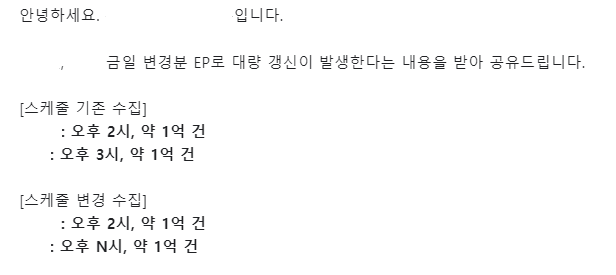 안녕하세요. 입니다.
, 금일 변경분 EP로 대량 갱신이 발생한다는 내용을 받아 공유드립니다.
[스케줄 기존 수집]
: 오후 2시, 약 1억 건
: 오후 3시, 약 1억 건
[스케줄 변경 수집]
: 오후 2시, 약 1억 건
: 오후 N시, 약 1억 건